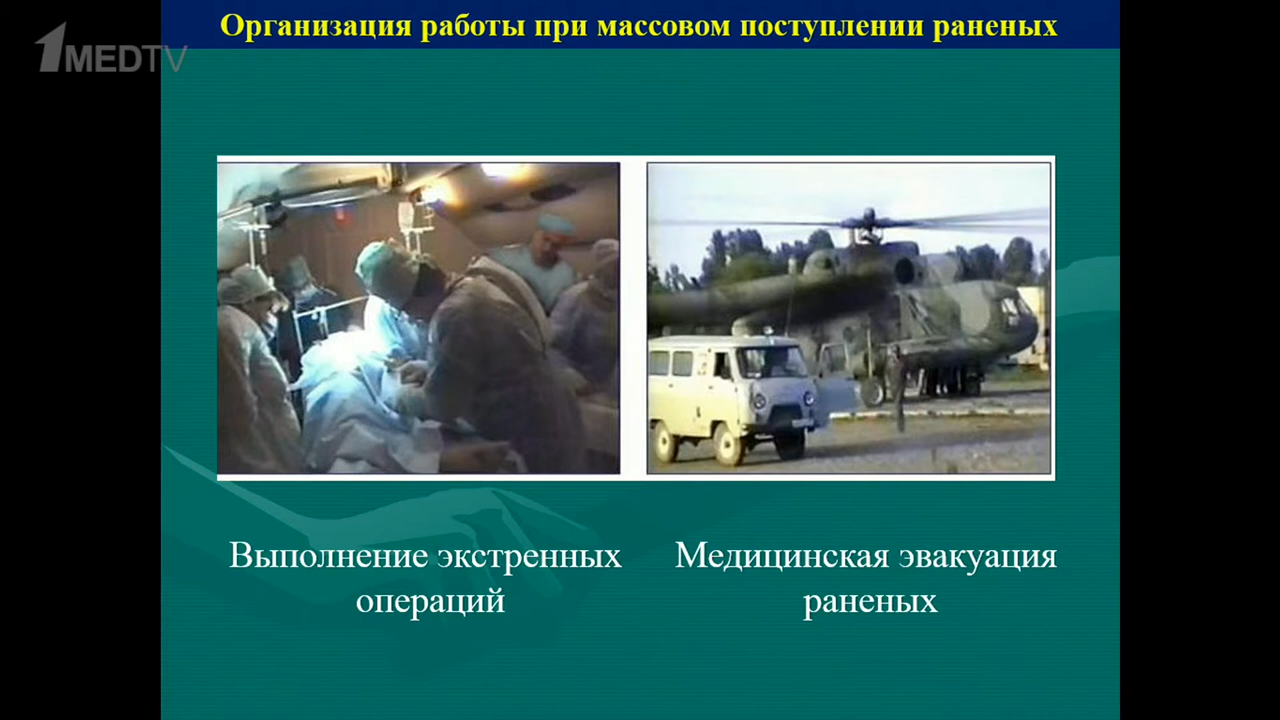 Организация работы при массовом поступлении раненых
1MEDTV
Выполнение экстренных
операций
Медицинская эвакуация
раненых